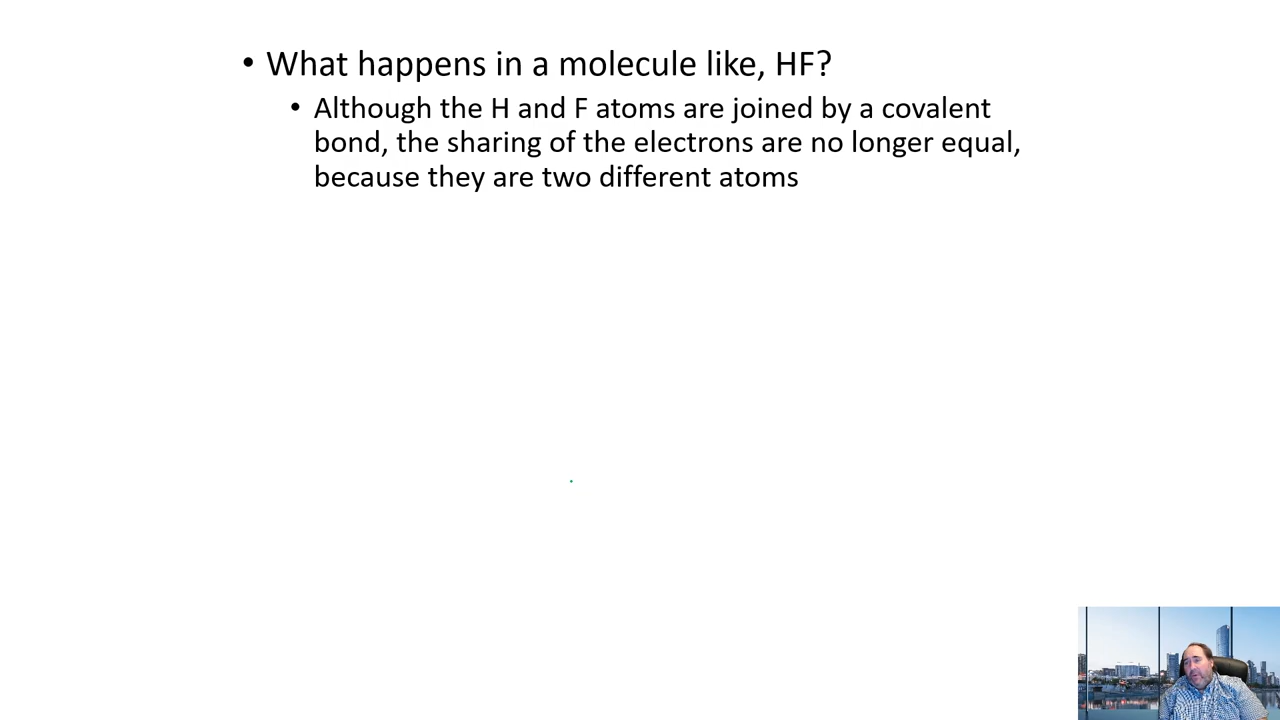 • What happens in a molecule like, HF?
• Although the H and F atoms are joined by a covalent
bond, the sharing of the electrons are no longer equal,
because they are two different atoms